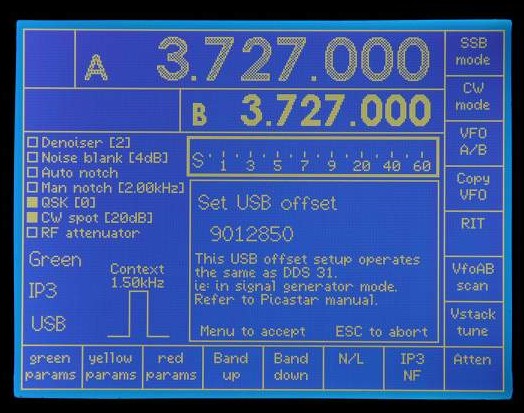 A 3.727.000
B 3.727.000
SSB mode
CW mode
VFO A/B
Copy VFO
RIT
VfoAB scan
Vstack tune
Atten
Denoiser [2]
Noise blank [4dB]
Auto notch
Man notch [2.00kHz]
QSK [0]
CW spot [20dB]
RF attenuator
S 1 3 5 7 9 20 40 60
Green
IP3
USB
Context
1.50kHz
Set USB offset
9012850
This USB offset setup operates
the same as DDS 31.
ie: in signal generator mode.
Refer to Picastar manual.
Menu to accept ESC to abort
green params
yellow params
red params
Band up
Band down
N/L
IP3 NF